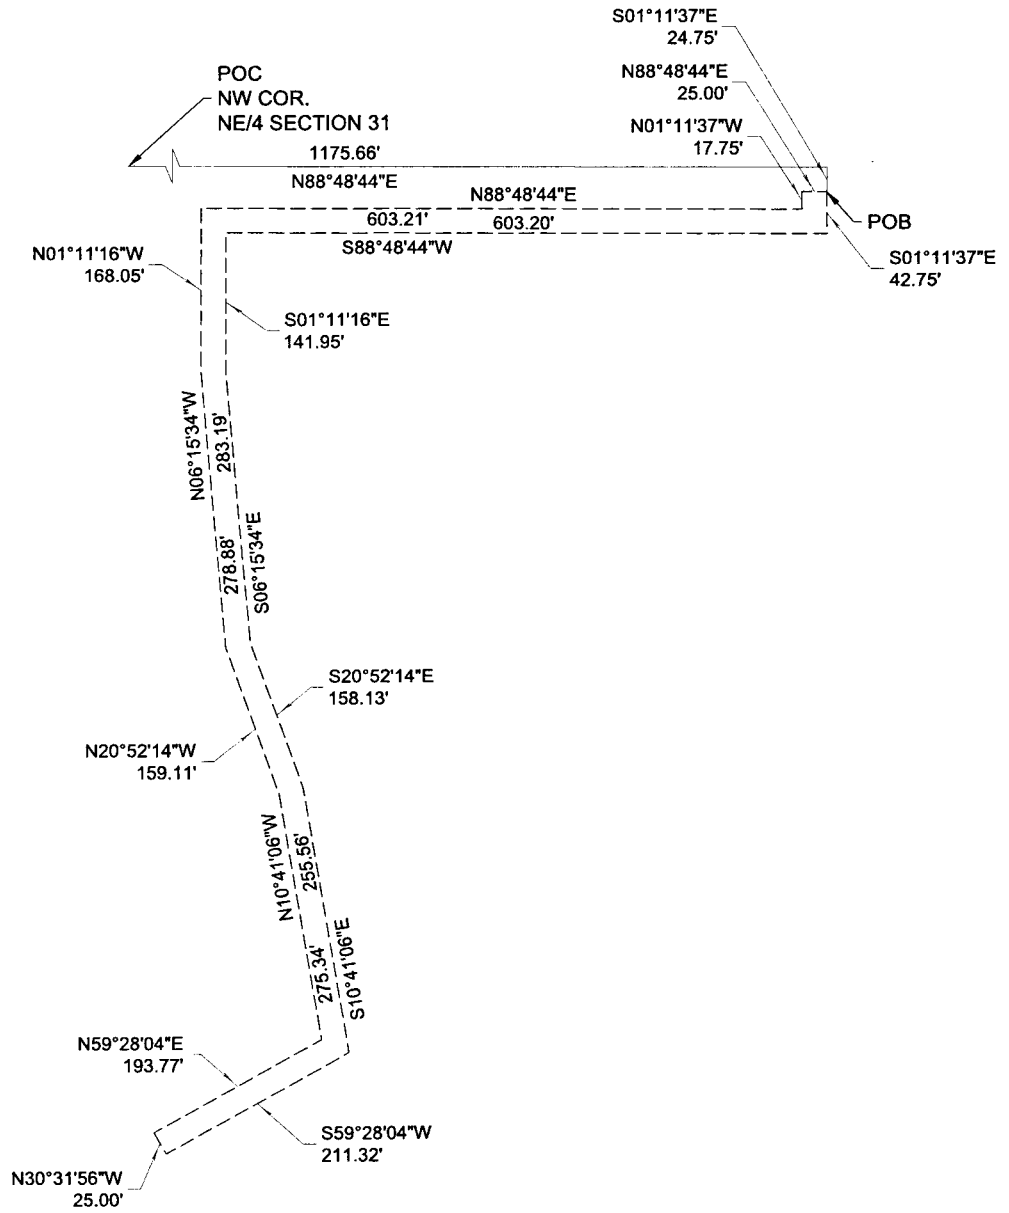 S01°11'37"E
24.75'
N88°48'44"E
25.00'
N01°11'37"W
17.75'
POC
NW COR.
NE/4 SECTION 31
1175.66'
N88°48'44"E
N88°48'44"E
603.21'
603.20'
S88°48'44"W
POB
S01°11'37"E
42.75'
N01°11'16"W
168.05'
S01°11'16"E
141.95'
N06°15'34"W
283.19'
278.88'
S06°15'34"E
S20°52'14"E
158.13'
N20°52'14"W
159.11'
N10°41'06"W
255.56'
275.34'
S10°41'06"E
N59°28'04"E
193.77'
S59°28'04"W
211.32'
N30°31'56"W
25.00'